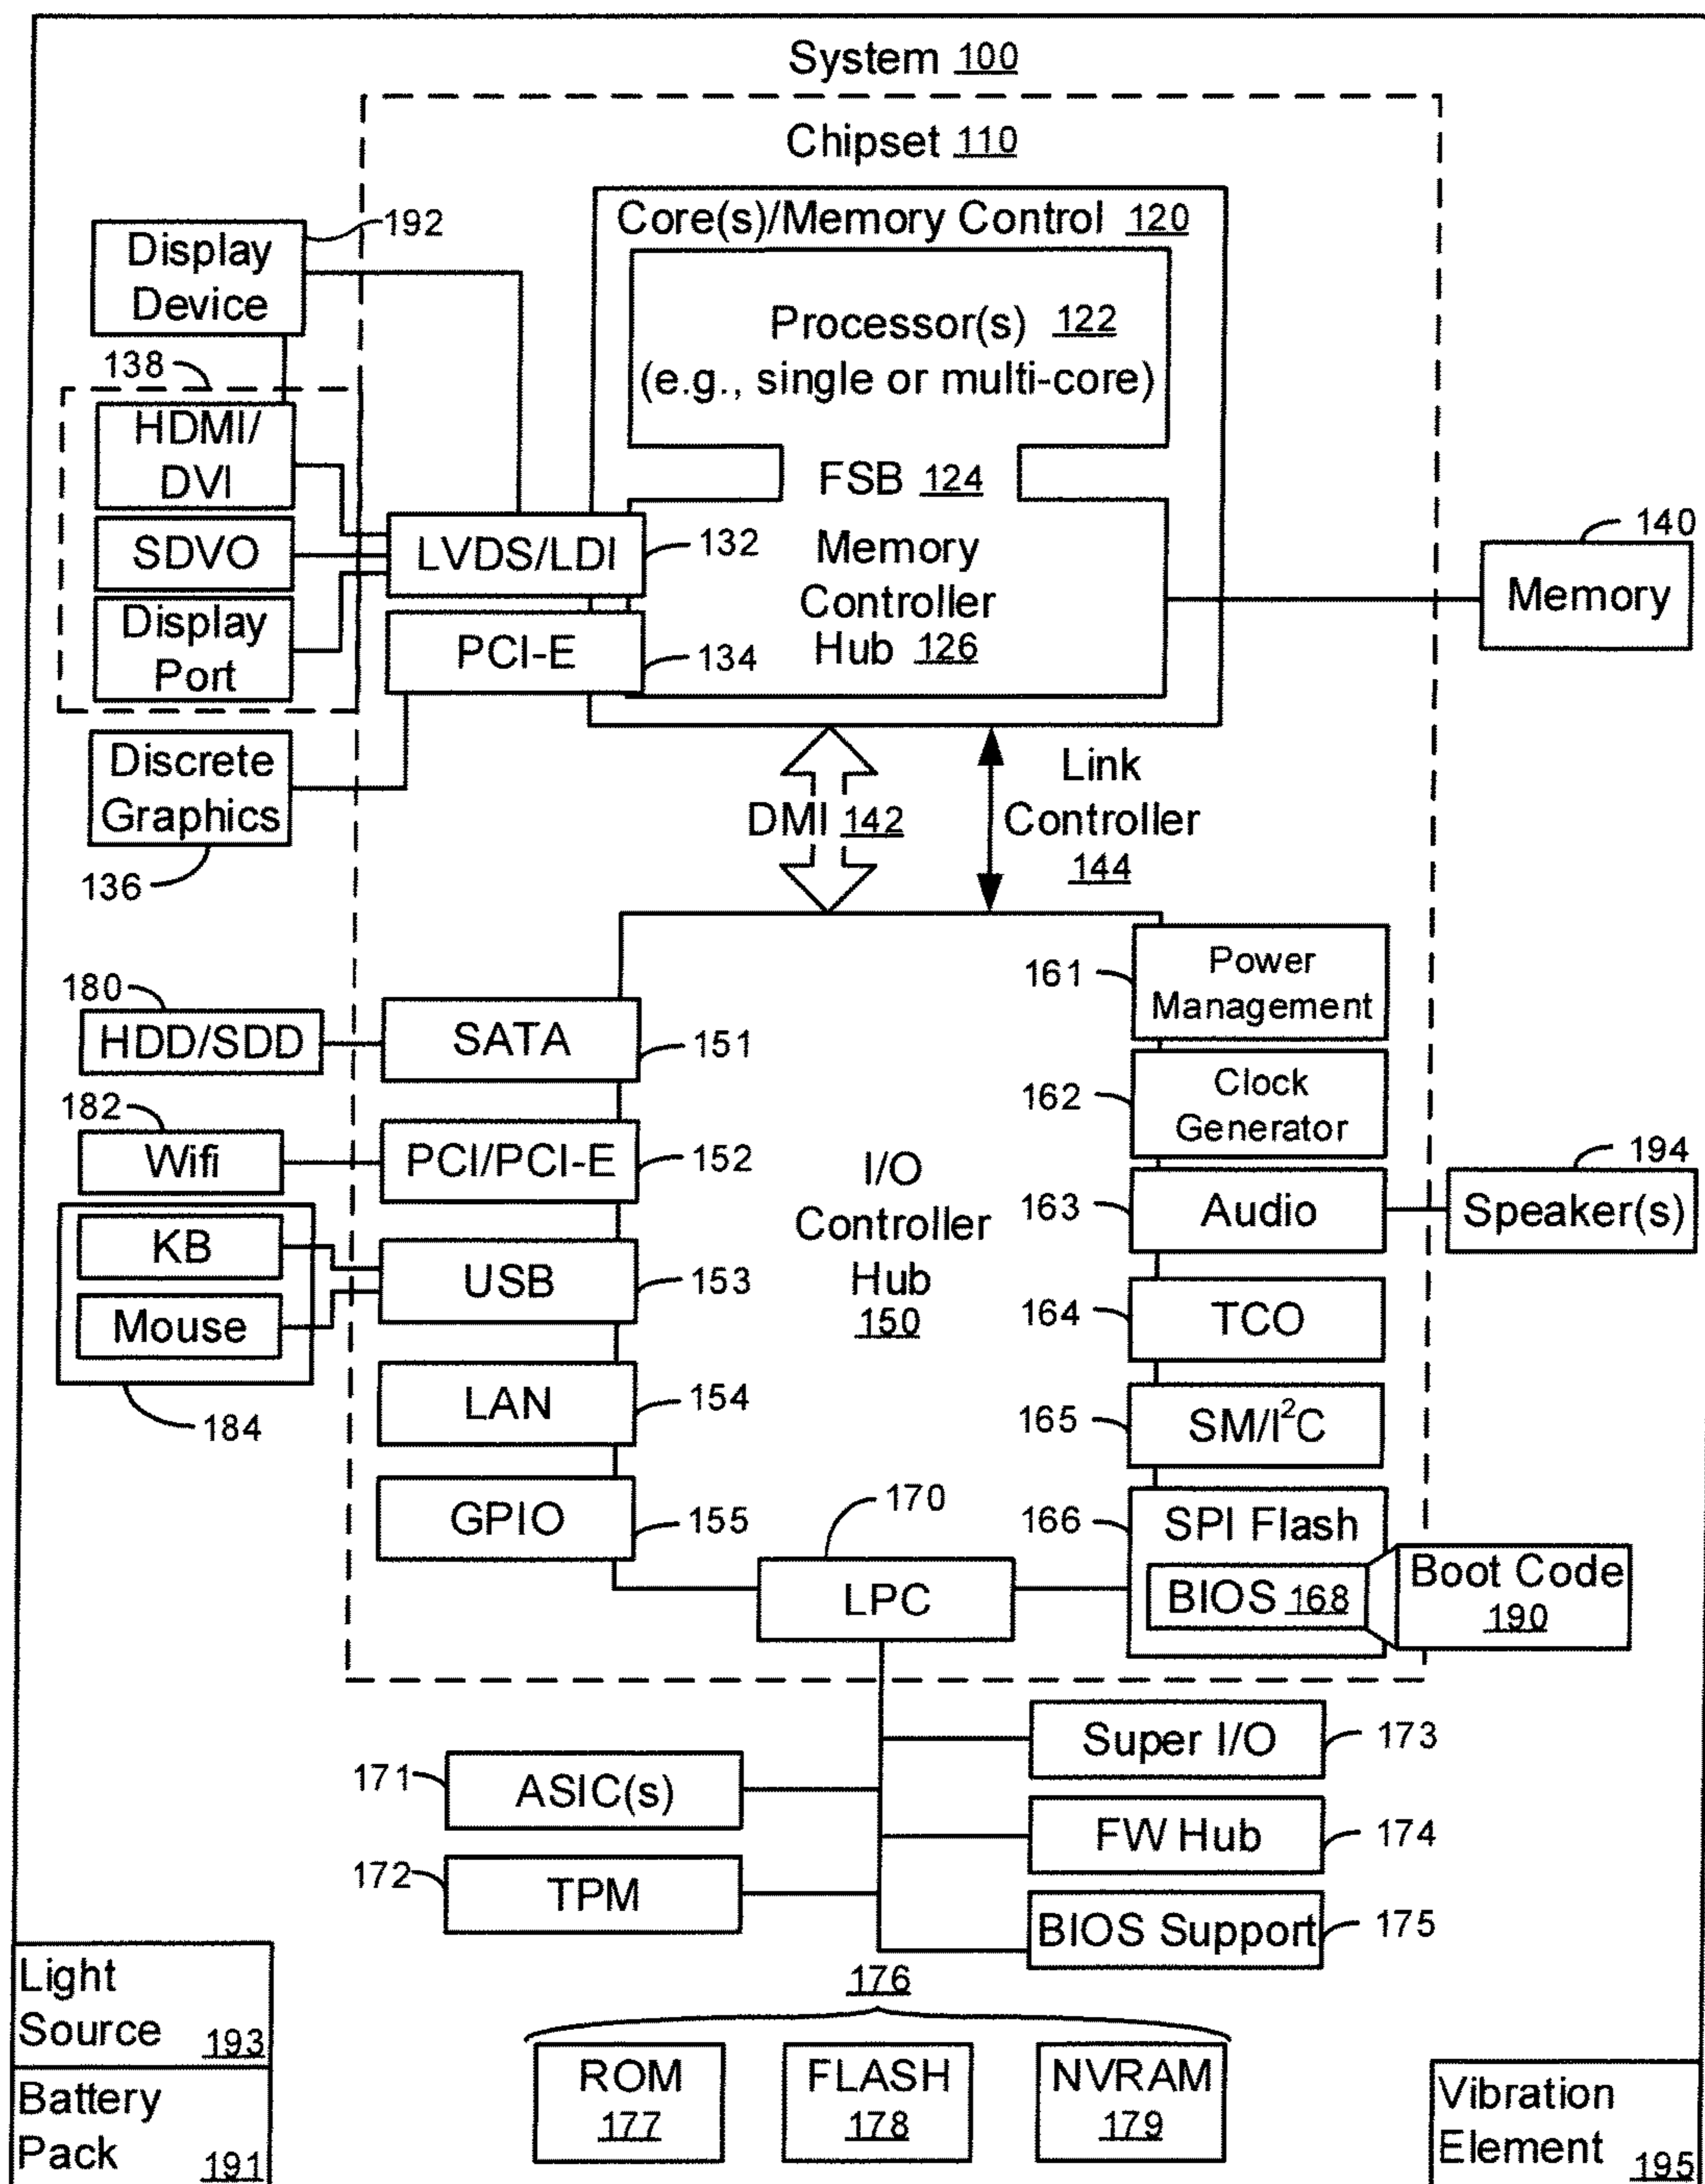 System 100
Chipset 110
192
Display
Device
Core(s)/Memory Control 120
Processor(s) 122
(e.g., single or multi-core)
138
HDMI/
DVI
SDVO
Display
Port
LVDS/LDI
132
PCI-E
134
FSB 124
Memory
Controller
Hub 126
140
Memory
Discrete
Graphics
136
DMI 142
Link
Controller
144
180
HDD/SDD
SATA
151
182
Wifi
PCI/PCI-E
152
KB
Mouse
184
USB
153
LAN
154
GPIO
155
I/O
Controller
Hub
150
161
Power
Management
162
Clock
Generator
163
Audio
194
Speaker(s)
164
TCO
165
SM/I²C
166
SPI Flash
BIOS 168
Boot Code
190
170
LPC
171
ASIC(s)
172
TPM
Super I/O
173
FW Hub
174
BIOS Support
175
176
ROM
177
FLASH
178
NVRAM
179
Light
Source 193
Battery
Pack 191
Vibration
Element 195